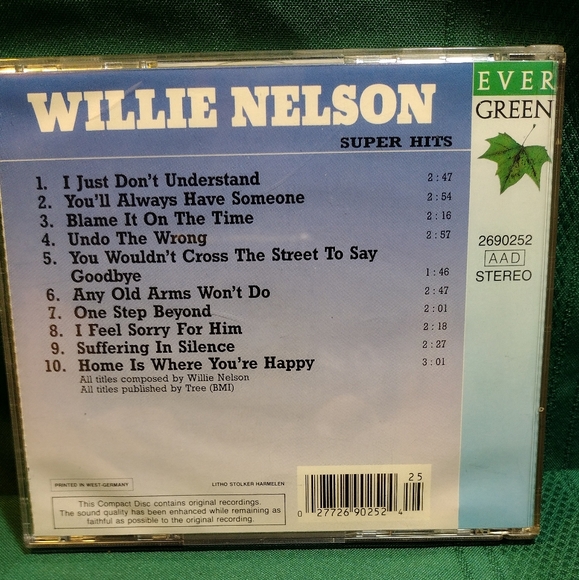 WILLIE NELSON
SUPER HITS
1. I Just Don't Understand 2:47
2. You'll Always Have Someone 2:54
3. Blame It On The Time 2:16
4. Undo The Wrong 2:57
5. You Wouldn't Cross The Street To Say
Goodbye 1:46
6. Any Old Arms Won't Do 2:47
7. One Step Beyond 2:01
8. I Feel Sorry For Him 2:18
9. Suffering In Silence 2:27
10. Home Is Where You're Happy 3:01
All titles composed by Willie Nelson
All titles published by Tree (BMI)
EVER
GREEN
2690252
AAD
STEREO
PRINTED IN WEST-GERMANY
LITHO STOLKER HARMELEN
This Compact Disc contains original recordings.
The sound quality has been enhanced while remaining as
faithful as possible to the original recording.
25
0 27726 90252 4